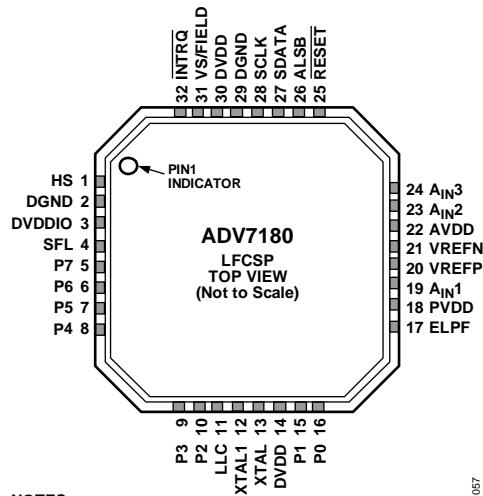 32 INTRQ
31 VS/FIELD
30 DVDD
29 DGND
28 SCLK
27 SDATA
26 ALSB
25 RESET
HS 1
DGND 2
DVDDIO 3
SFL 4
P7 5
P6 6
P5 7
P4 8
PIN1
INDICATOR
ADV7180
LFCSP
TOP VIEW
(Not to Scale)
24 AIN3
23 AIN2
22 AVDD
21 VREFN
20 VREFP
19 AIN1
18 PVDD
17 ELPF
P3 9
P2 10
LLC 11
XTAL1 12
XTAL 13
DVDD 14
P1 15
P0 16
NOTES
057